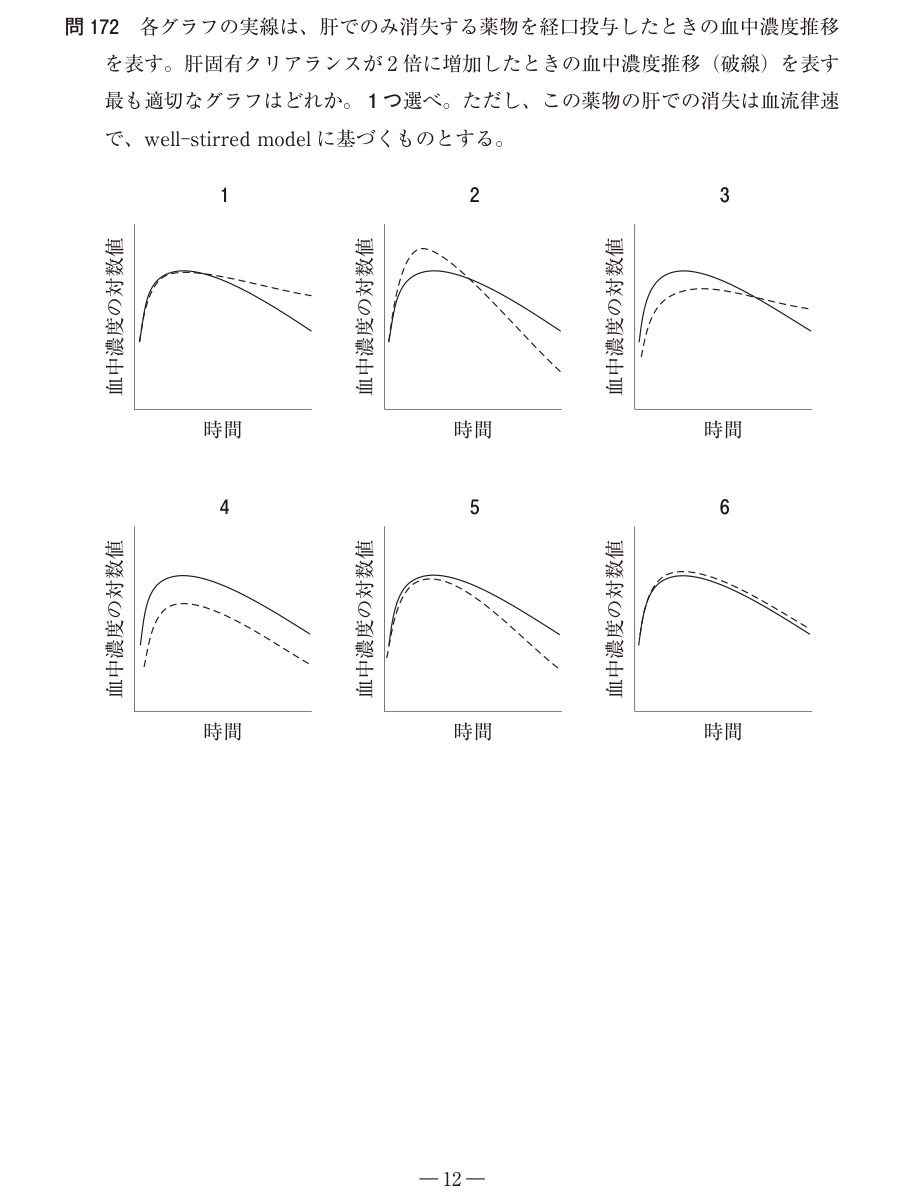 問 172　各グラフの実線は、肝でのみ消失する薬物を経口投与したときの血中濃度推移
を表す。肝固有クリアランスが２倍に増加したときの血中濃度推移（破線）を表す
最も適切なグラフはどれか。１つ選べ。ただし、この薬物の肝での消失は血流律速
で、well-stirred model に基づくものとする。
1
2
3
血中濃度の対数値
血中濃度の対数値
血中濃度の対数値
時間
時間
時間
4
5
6
血中濃度の対数値
血中濃度の対数値
血中濃度の対数値
時間
時間
時間
— 12 —